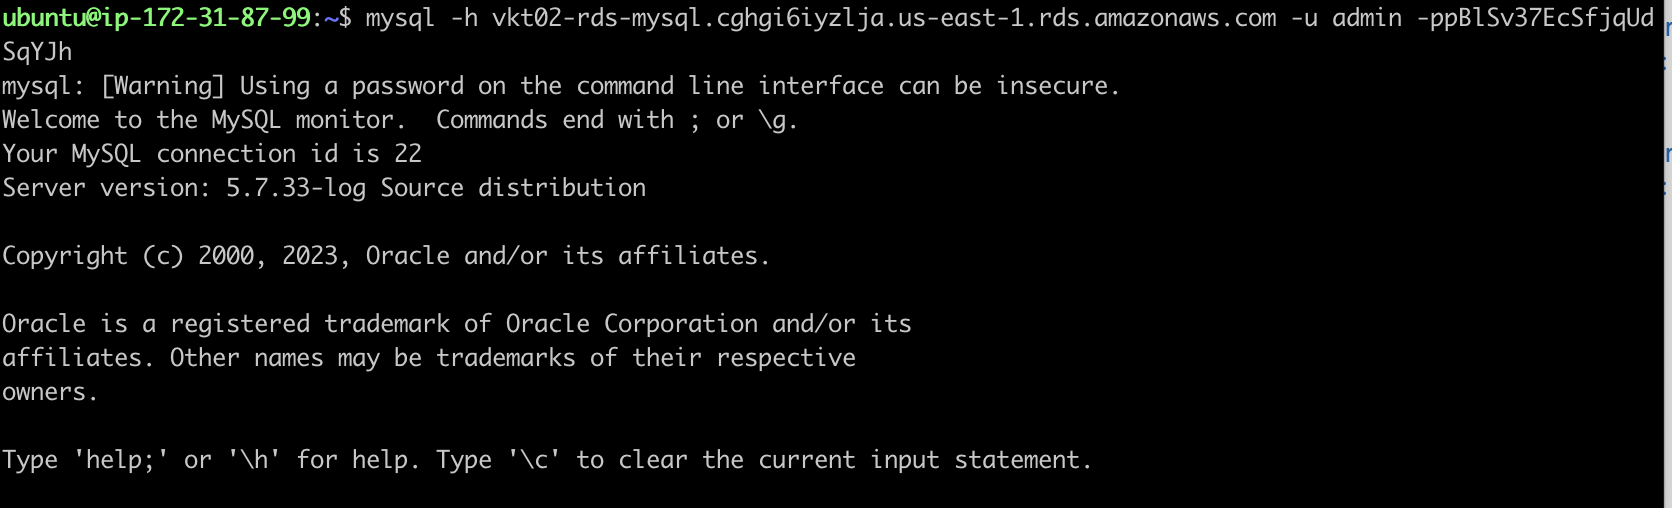 ubuntu@ip-172-31-87-99:~$ mysql -h vkt02-rds-mysql.cghgi6iyzlja.us-east-1.rds.amazonaws.com -u admin -ppBlSv37EcSfjqUd
SqYJh
mysql: [Warning] Using a password on the command line interface can be insecure.
Welcome to the MySQL monitor.  Commands end with ; or \g.
Your MySQL connection id is 22
Server version: 5.7.33-log Source distribution

Copyright (c) 2000, 2023, Oracle and/or its affiliates.

Oracle is a registered trademark of Oracle Corporation and/or its
affiliates. Other names may be trademarks of their respective
owners.

Type 'help;' or '\h' for help. Type '\c' to clear the current input statement.